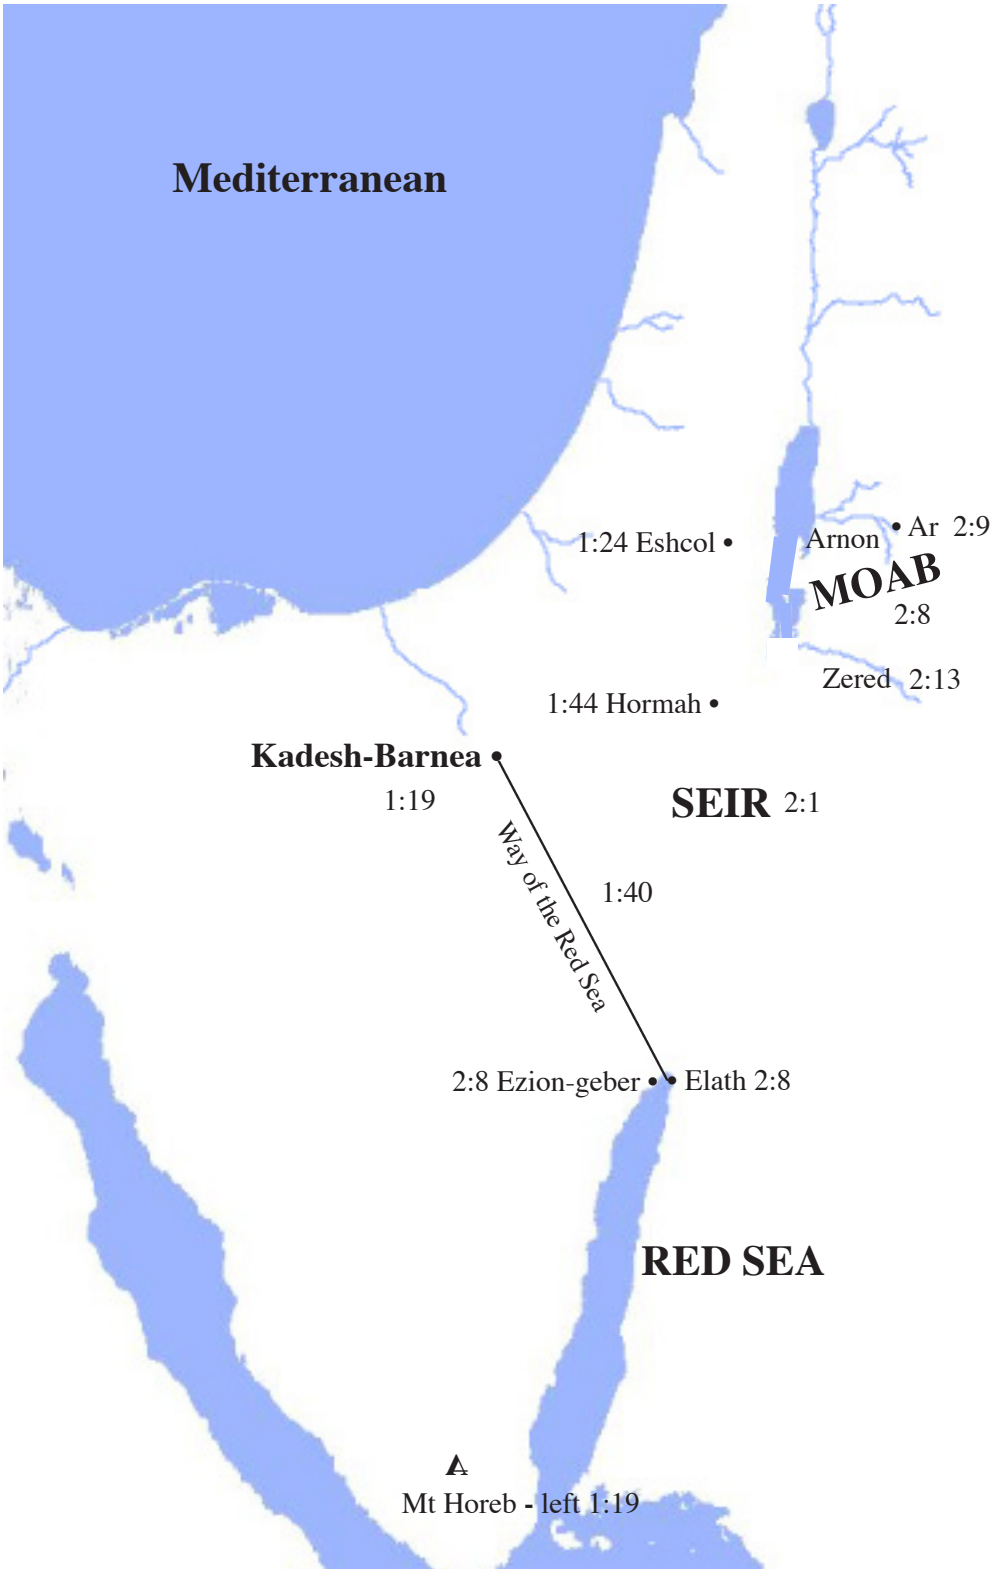 Mediterranean
1:24 Eshcol
Ar 2:9
Arnon
MOAB
2:8
Zered 2:13
1:44 Hormah
Kadesh-Barnea
1:19
SEIR 2:1
Way of the Red Sea
1:40
2:8 Ezion-geber
Elath 2:8
RED SEA
Mt Horeb - left 1:19